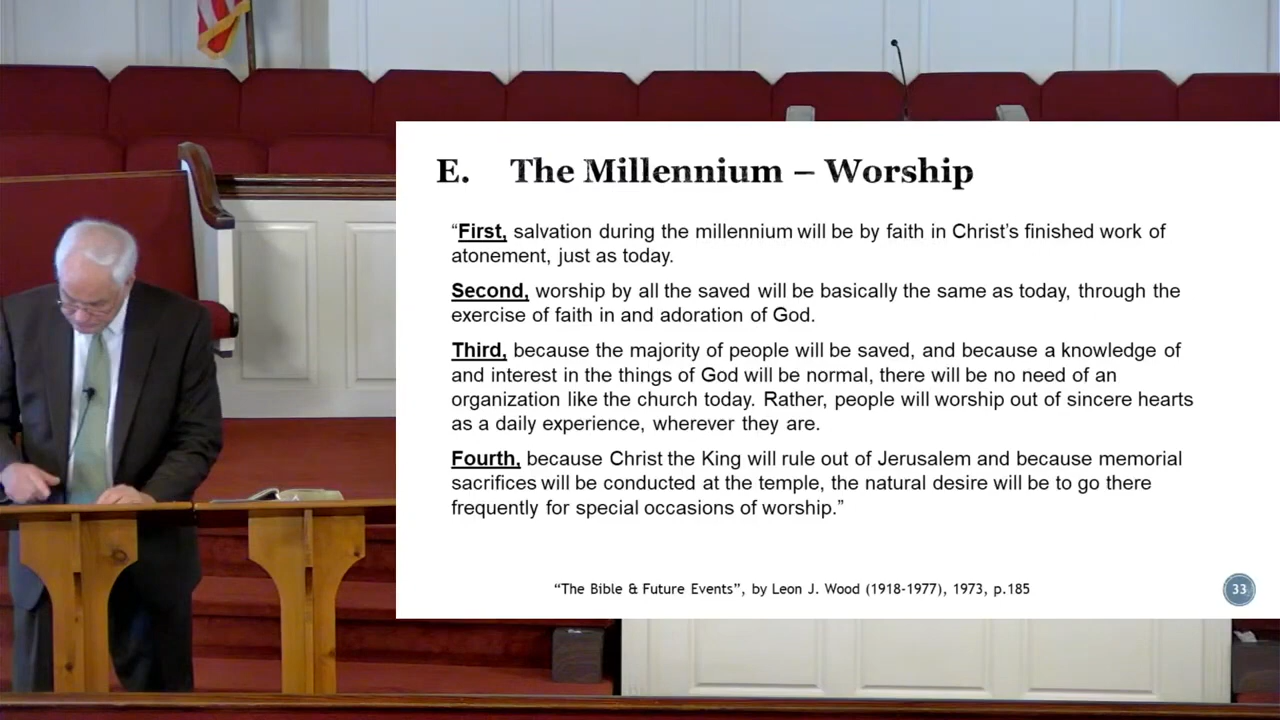 E. The Millennium – Worship
“First, salvation during the millennium will be by faith in Christ’s finished work of
atonement, just as today.
Second, worship by all the saved will be basically the same as today, through the
exercise of faith in and adoration of God.
Third, because the majority of people will be saved, and because a knowledge of
and interest in the things of God will be normal, there will be no need of an
organization like the church today. Rather, people will worship out of sincere hearts
as a daily experience, wherever they are.
Fourth, because Christ the King will rule out of Jerusalem and because memorial
sacrifices will be conducted at the temple, the natural desire will be to go there
frequently for special occasions of worship.”
“The Bible & Future Events”, by Leon J. Wood (1918-1977), 1973, p.185
33